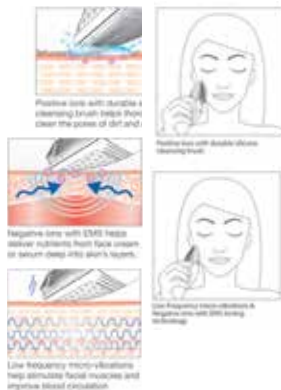 Positive ions with durable s
cleansing brush helps thoro
clean the pores of dirt and
Positive ions with durable silicone
cleansing brush
Negative ions with EMS helps
deliver nutrients from face cream
or serum deep into skin's layers.
Low frequency micro-vibrations &
Negative ions with EMS toning
technology
Low frequency micro-vibrations
help stimulate facial muscles and
improve blood circulation